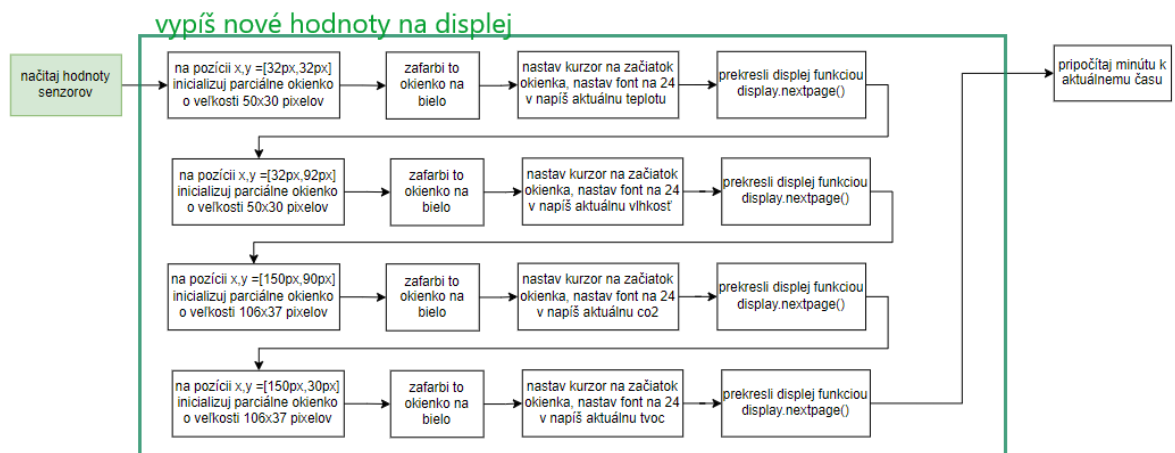 vypíš nové hodnoty na displej
načitaj hodnoty
senzorov
na pozícii x,y =[32px,32px]
inicializuj parciálne okienko
o veľkosti 50x30 pixelov
zafarbi to
okienko na
bielo
nastav kurzor na začiatok
okienka, nastav font na 24
v napíš aktuálnu teplotu
prekresli displej funkciou
display.nextpage()
pripočítaj minútu k
aktuálnemu času
na pozícii x,y =[32px,92px]
inicializuj parciálne okienko
o veľkosti 50x30 pixelov
zafarbi to
okienko na
bielo
nastav kurzor na začiatok
okienka, nastav font na 24
v napíš aktuálnu vlhkosť
prekresli displej funkciou
display.nextpage()
na pozícii x,y =[150px,90px]
inicializuj parciálne okienko
o veľkosti 106x37 pixelov
zafarbi to
okienko na
bielo
nastav kurzor na začiatok
okienka, nastav font na 24
v napíš aktuálnu co2
prekresli displej funkciou
display.nextpage()
na pozícii x,y =[150px,30px]
inicializuj parciálne okienko
o veľkosti 106x37 pixelov
zafarbi to
okienko na
bielo
nastav kurzor na začiatok
okienka, nastav font na 24
v napíš aktuálnu tvoc
prekresli displej funkciou
display.nextpage()